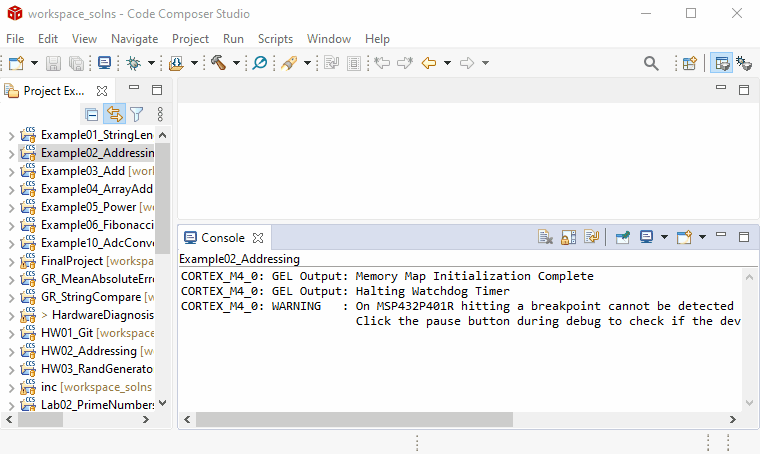 workspace_solns - Code Composer Studio
File Edit View Navigate Project Run Scripts Window Help
Project Ex...
Example01_StringLen
Example02_Addressin
Example03_Add [work
Example04_ArrayAdd
Example05_Power [wo
Example06_Fibonacci
Example10_AdcConve
FinalProject [workspa
GR_MeanAbsoluteErro
GR_StringCompare [w
> HardwareDiagnosis
HW01_Git [workspace
HW02_Addressing [w
HW03_RandGenerato
inc [workspace_solns
Lab02_PrimeNumbers
Console
Example02_Addressing
CORTEX_M4_0: GEL Output: Memory Map Initialization Complete
CORTEX_M4_0: GEL Output: Halting Watchdog Timer
CORTEX_M4_0: WARNING : On MSP432P401R hitting a breakpoint cannot be detected
Click the pause button during debug to check if the dev